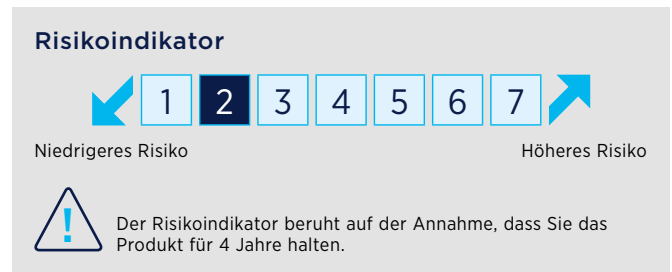 Risikoindikator
1 2 3 4 5 6 7
Niedrigeres Risiko Höheres Risiko
! Der Risikoindikator beruht auf der Annahme, dass Sie das
Produkt für 4 Jahre halten.